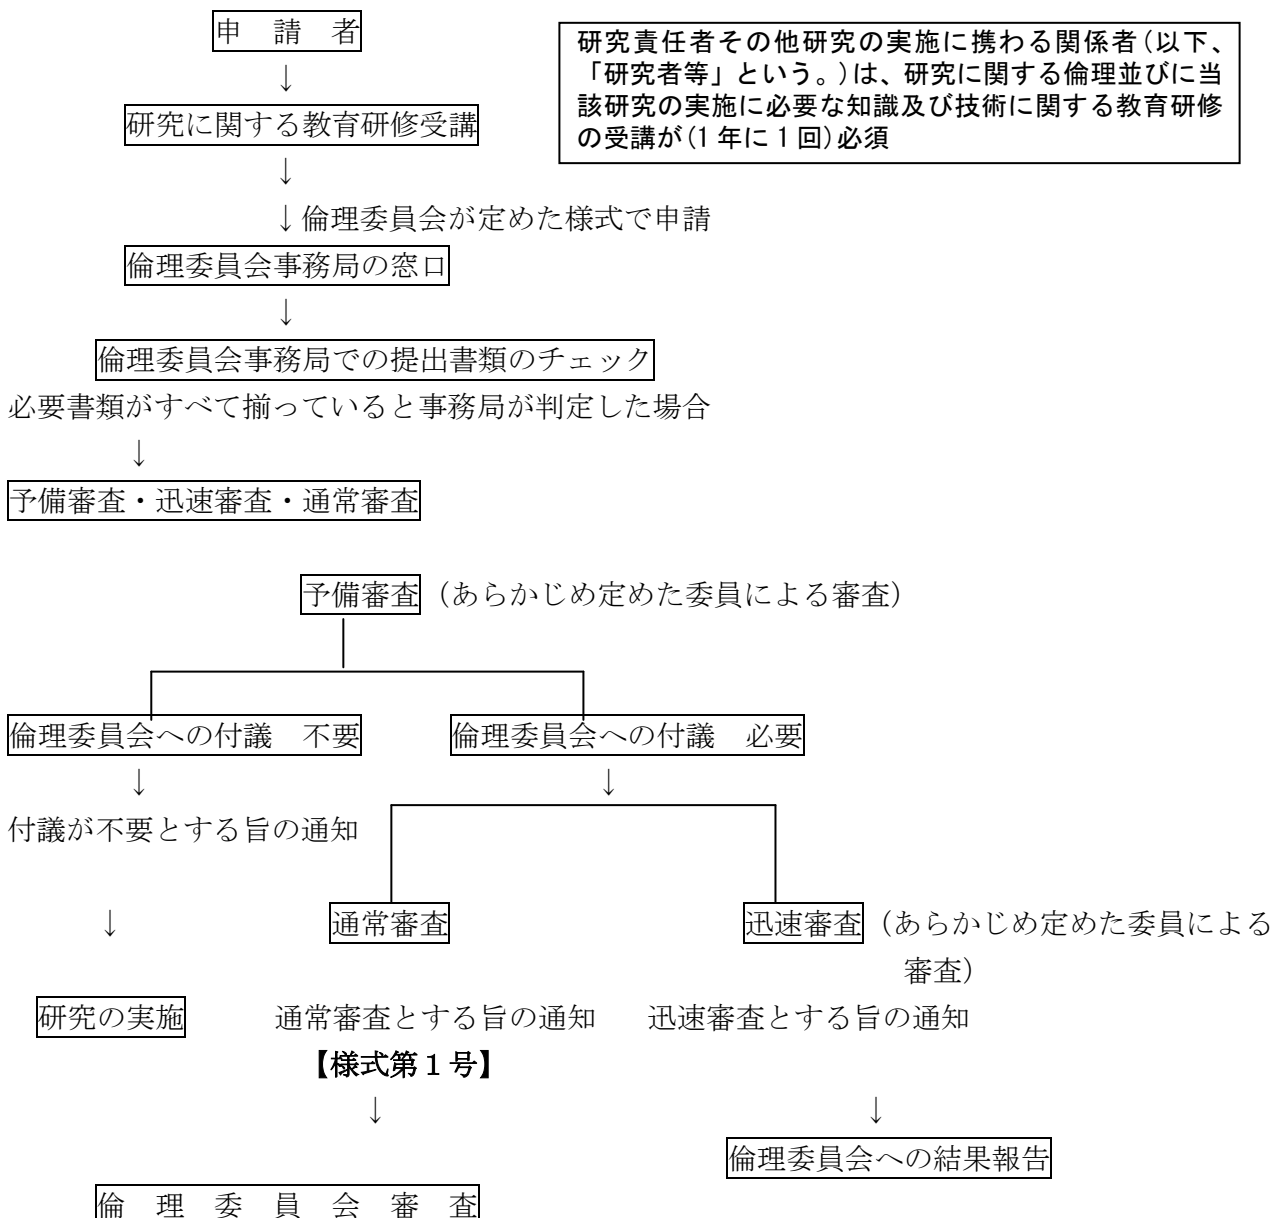 申　請　者
研究責任者その他研究の実施に携わる関係者(以下、
「研究者等」という。)は、研究に関する倫理並びに当
該研究の実施に必要な知識及び技術に関する教育研修
の受講が(1年に1回)必須
↓
研究に関する教育研修受講
↓
↓倫理委員会が定めた様式で申請
倫理委員会事務局の窓口
↓
倫理委員会事務局での提出書類のチェック
必要書類がすべて揃っていると事務局が判定した場合
↓
予備審査・迅速審査・通常審査
予備審査（あらかじめ定めた委員による審査）
倫理委員会への付議　不要　倫理委員会への付議　必要
↓　↓
付議が不要とする旨の通知
↓　通常審査　迅速審査（あらかじめ定めた委員による
審査）
研究の実施　通常審査とする旨の通知　迅速審査とする旨の通知
【様式第1号】
↓　↓
倫理委員会への結果報告
倫　理　委　員　会　審　査